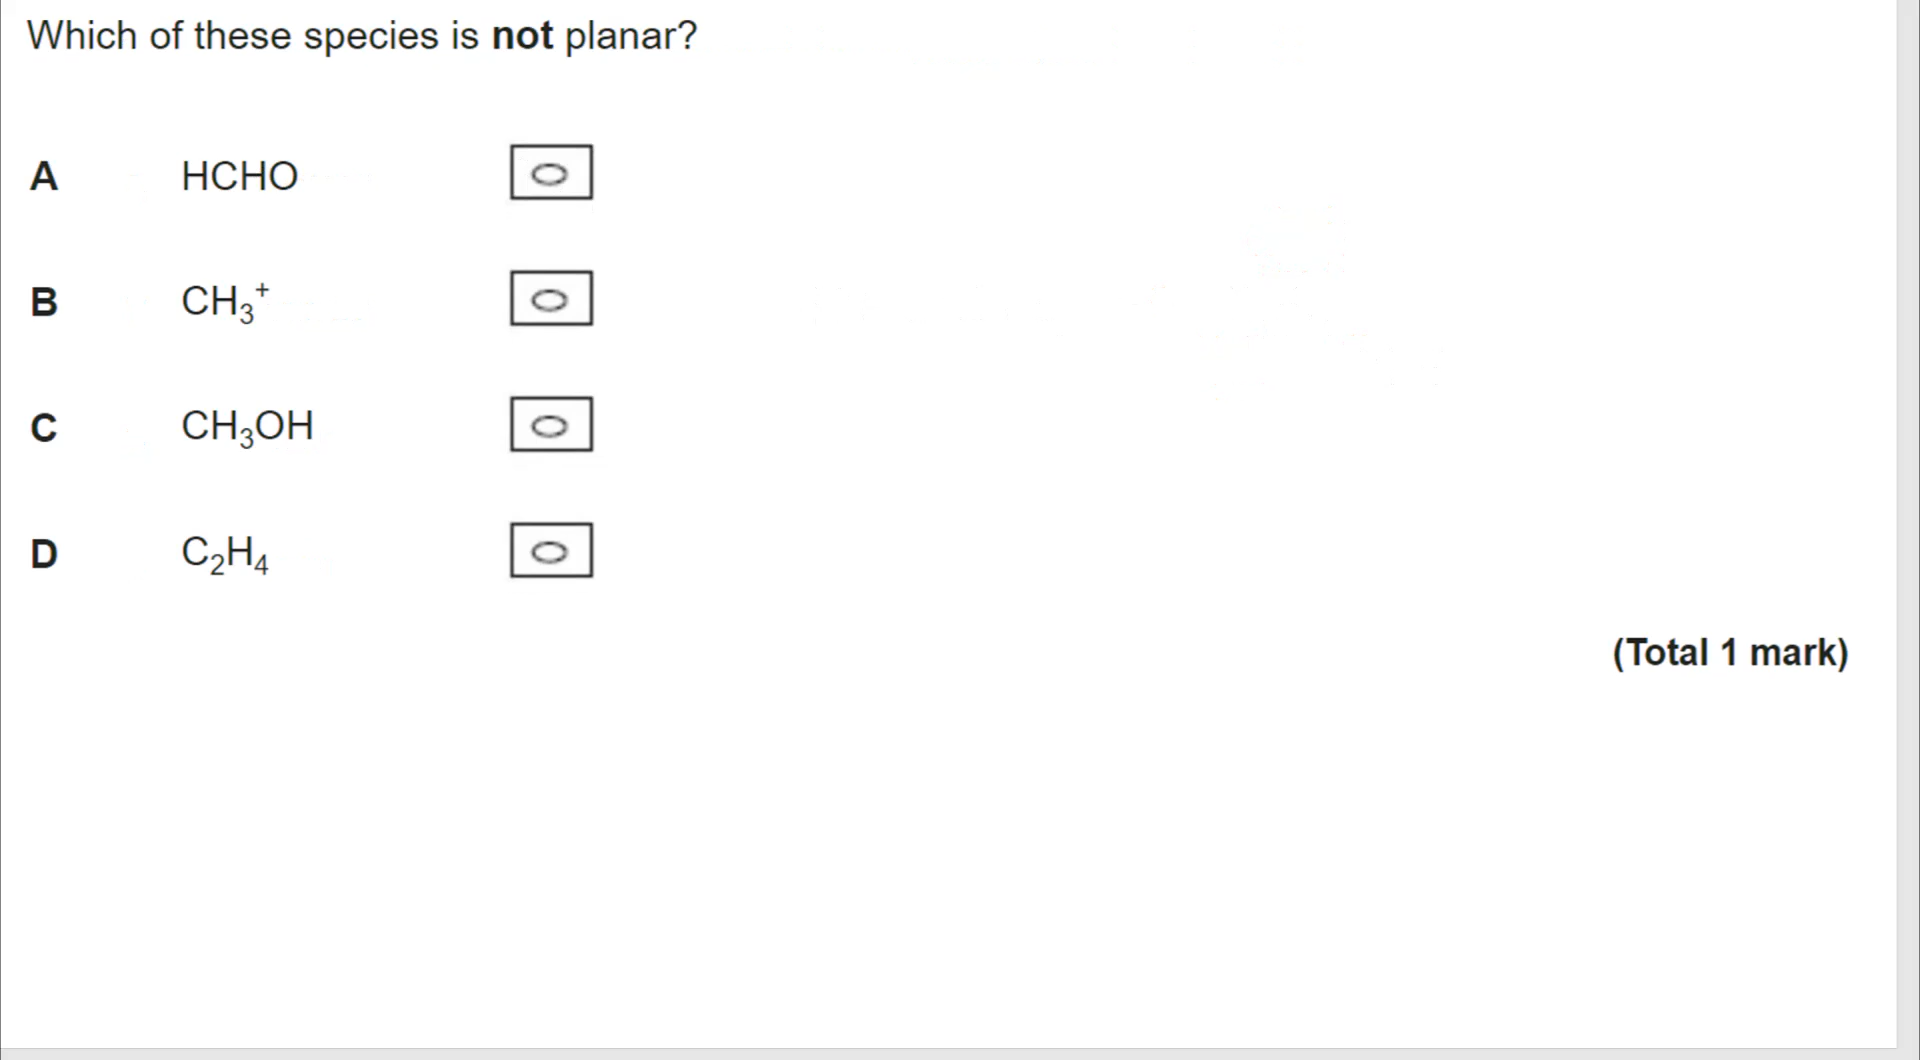 Which of these species is not planar?
A HCHO
B CH₃⁺
C CH₃OH
D C₂H₄
(Total 1 mark)